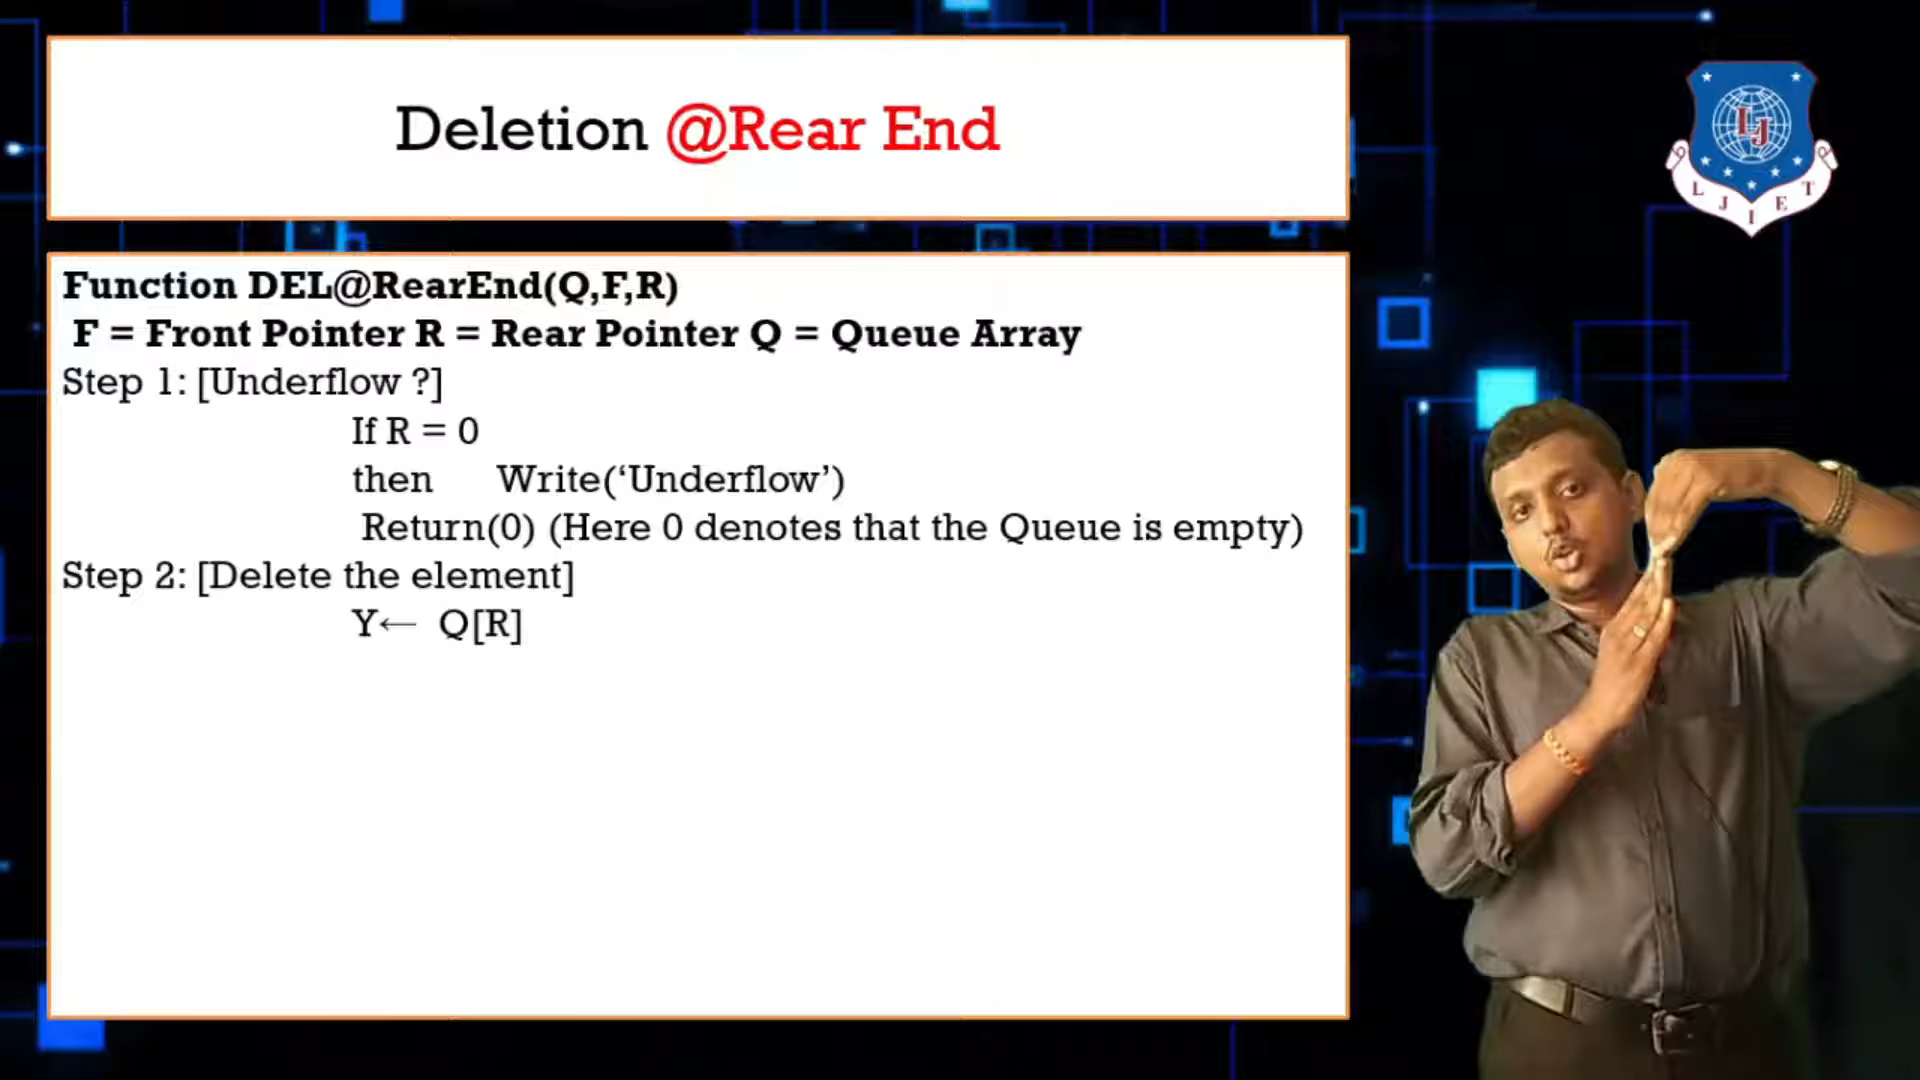 Deletion @Rear End
Function DEL@RearEnd(Q,F,R)
F = Front Pointer R = Rear Pointer Q = Queue Array
Step 1: [Underflow ?]
If R = 0
then Write(‘Underflow’)
Return(0) (Here 0 denotes that the Queue is empty)
Step 2: [Delete the element]
Y← Q[R]
LJ
L J I E T